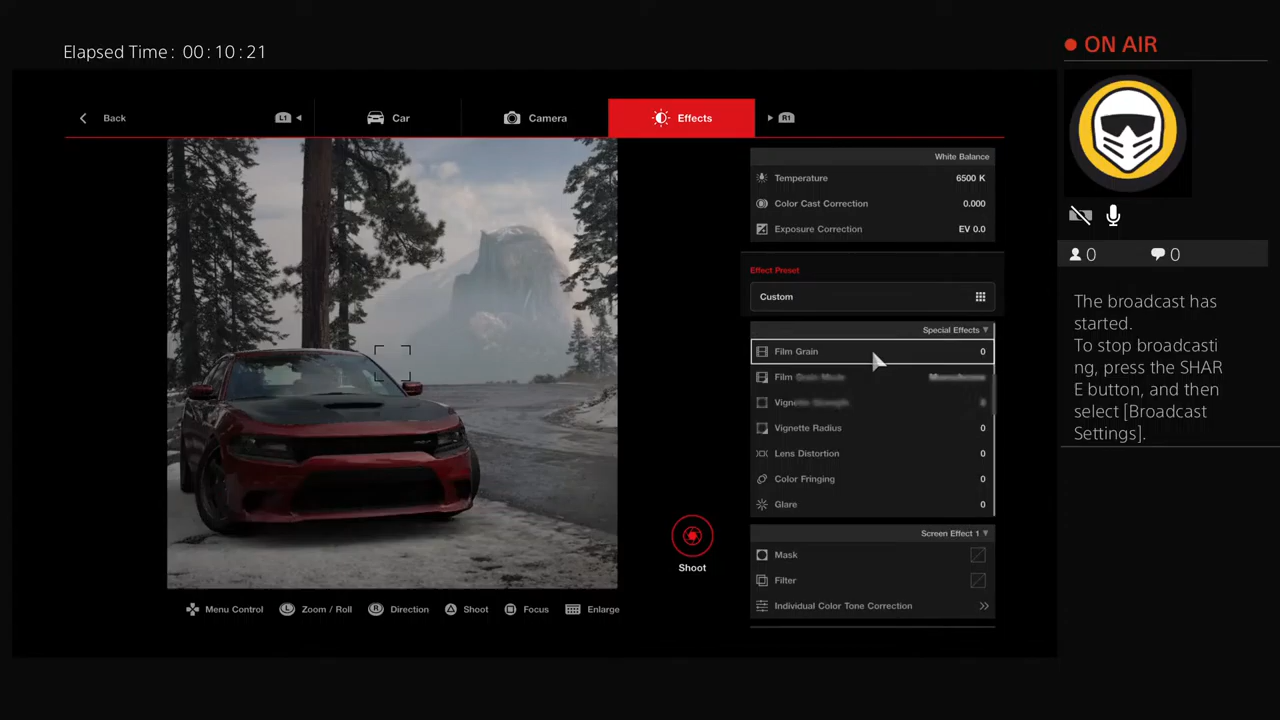 Elapsed Time: 00:10:21
ON AIR
Back
L1
Car
Camera
Effects
R1
White Balance
Temperature 6500 K
Color Cast Correction 0.000
Exposure Correction EV 0.0
Effect Preset
Custom
Special Effects
Film Grain 0
Film
Vignette Radius 0
Lens Distortion 0
Color Fringing 0
Glare 0
Screen Effect 1
Mask
Filter
Individual Color Tone Correction
Shoot
Menu Control
L Zoom / Roll
R Direction
Shoot
Focus
Enlarge
0 0
The broadcast has
started.
To stop broadcasti
ng, press the SHAR
E button, and then
select [Broadcast
Settings].